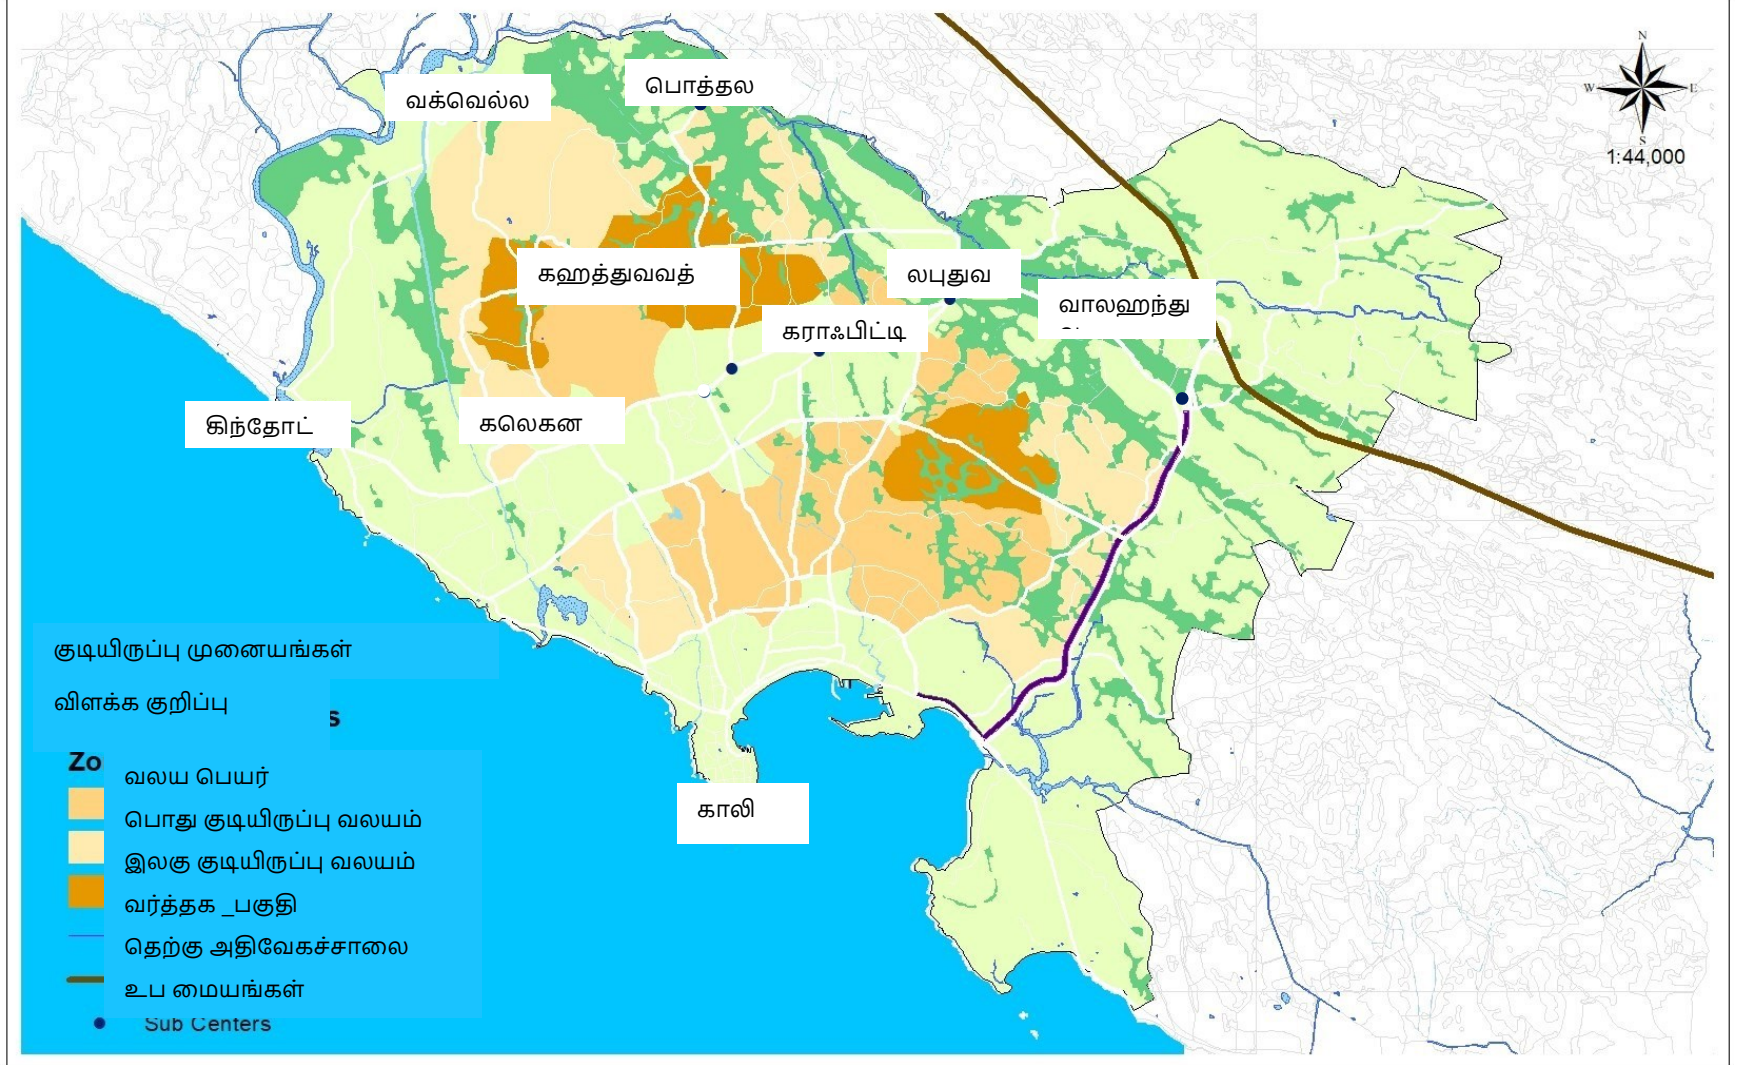 N
W
E
S
1:44,000
வக்வெல்ல
பொத்தல
கஹத்துவவத்
லபுதுவ
வாலஹந்து
கராஃபிட்டி
கிந்தோட்
கலெகன
காலி
குடியிருப்பு முனையங்கள்
விளக்க குறிப்பு
s
Zo
வலய பெயர்
பொது குடியிருப்பு வலயம்
இலகு குடியிருப்பு வலயம்
வர்த்தக _பகுதி
தெற்கு அதிவேகச்சாலை
உப மையங்கள்
Sub Centers